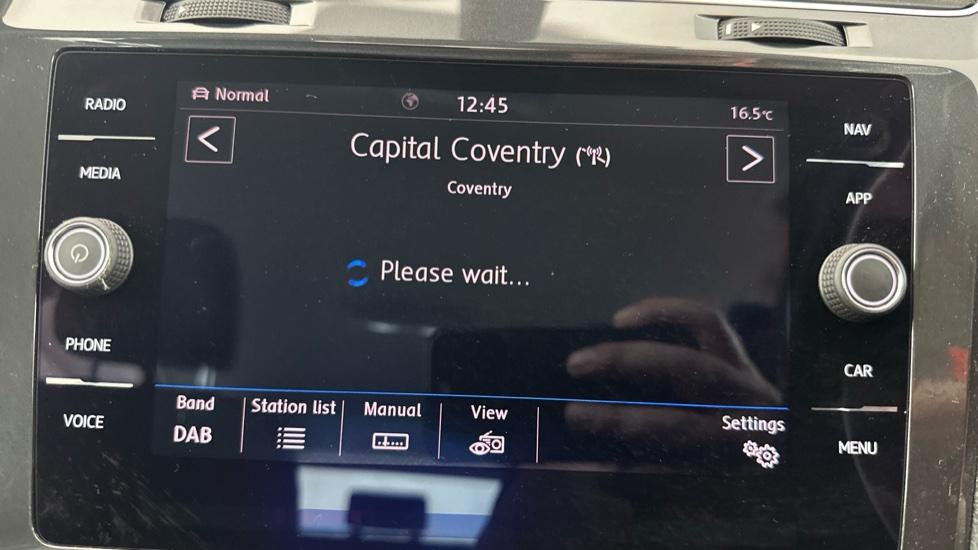 RADIO
MEDIA
PHONE
VOICE
Normal
12:45
16.5°C
Capital Coventry
Coventry
Please wait...
Band
DAB
Station list
Manual
View
Settings
NAV
APP
CAR
MENU